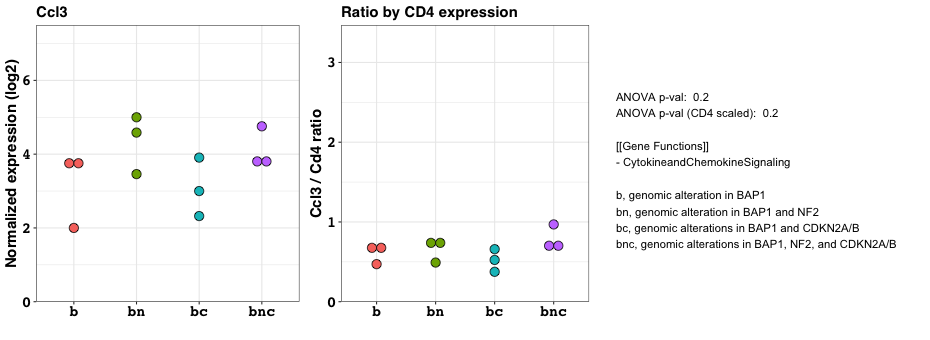 Ccl3
Normalized expression (log2)
6
4
2
0
b bn bc bnc
Ratio by CD4 expression
Ccl3 / Cd4 ratio
3
2
1
0
b bn bc bnc
ANOVA p-val: 0.2
ANOVA p-val (CD4 scaled): 0.2
[[Gene Functions]]
- CytokineandChemokineSignaling
b, genomic alteration in BAP1
bn, genomic alteration in BAP1 and NF2
bc, genomic alterations in BAP1 and CDKN2A/B
bnc, genomic alterations in BAP1, NF2, and CDKN2A/B